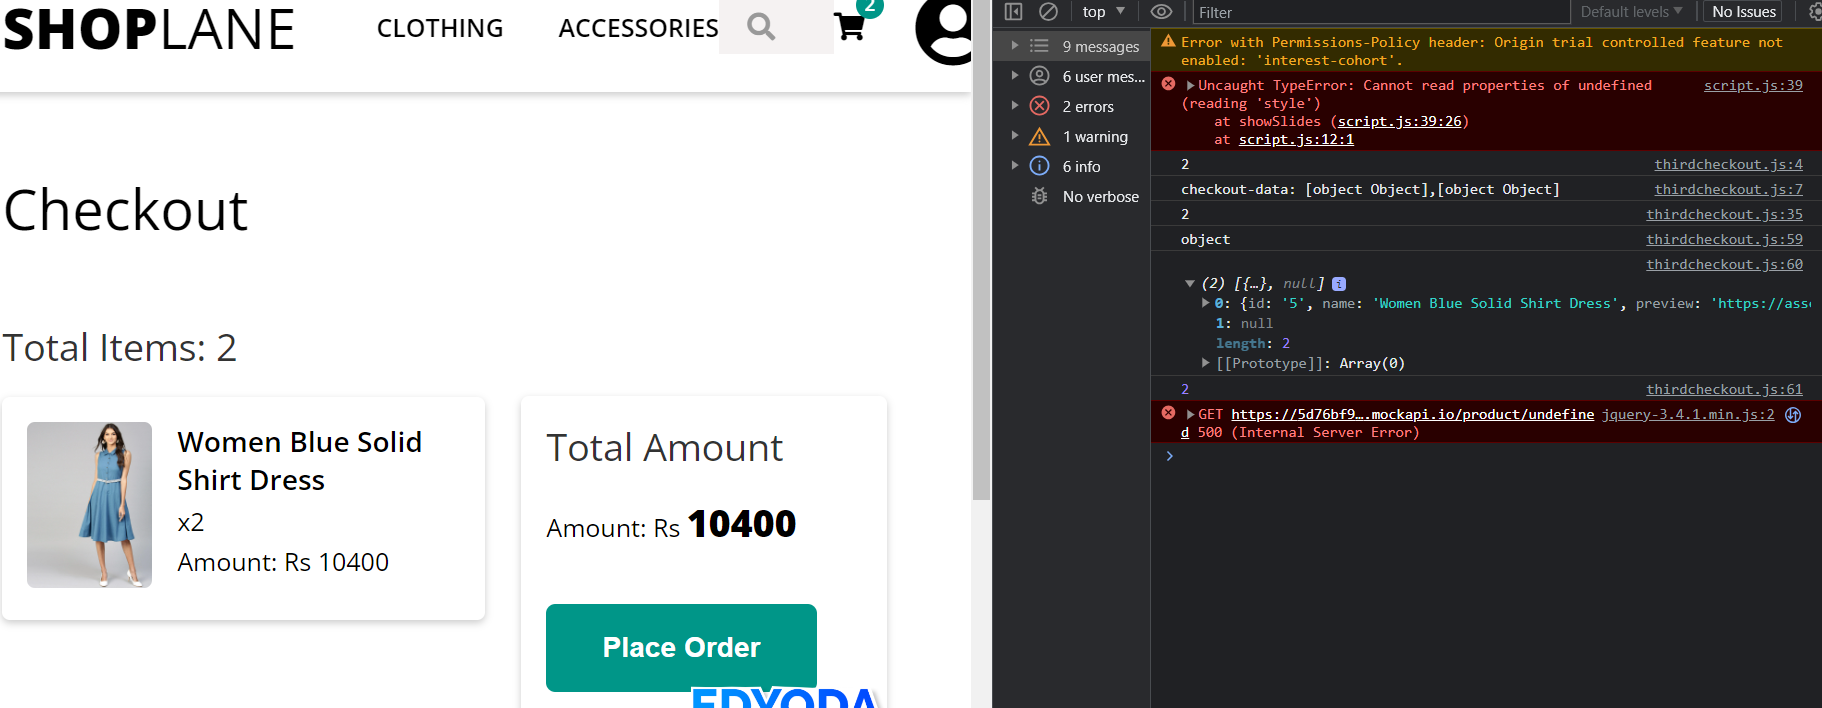 SHOPLANE
CLOTHING
ACCESSORIES
2
Checkout
Total Items: 2
Women Blue Solid
Shirt Dress
x2
Amount: Rs 10400
Total Amount
Amount: Rs 10400
Place Order
EDYODA
top
Filter
Default levels
No Issues
9 messages
6 user mes...
2 errors
1 warning
6 info
No verbose
Error with Permissions-Policy header: Origin trial controlled feature not
enabled: 'interest-cohort'.
Uncaught TypeError: Cannot read properties of undefined script.js:39
(reading 'style')
at showSlides (script.js:39:26)
at script.js:12:1
2 thirdcheckout.js:4
checkout-data: [object Object],[object Object] thirdcheckout.js:7
2 thirdcheckout.js:35
object thirdcheckout.js:59
thirdcheckout.js:60
(2) [{…}, null] i
0: {id: '5', name: 'Women Blue Solid Shirt Dress', preview: 'https://asse
1: null
length: 2
[[Prototype]]: Array(0)
2 thirdcheckout.js:61
GET https://5d76bf9….mockapi.io/product/undefine jquery-3.4.1.min.js:2
d 500 (Internal Server Error)